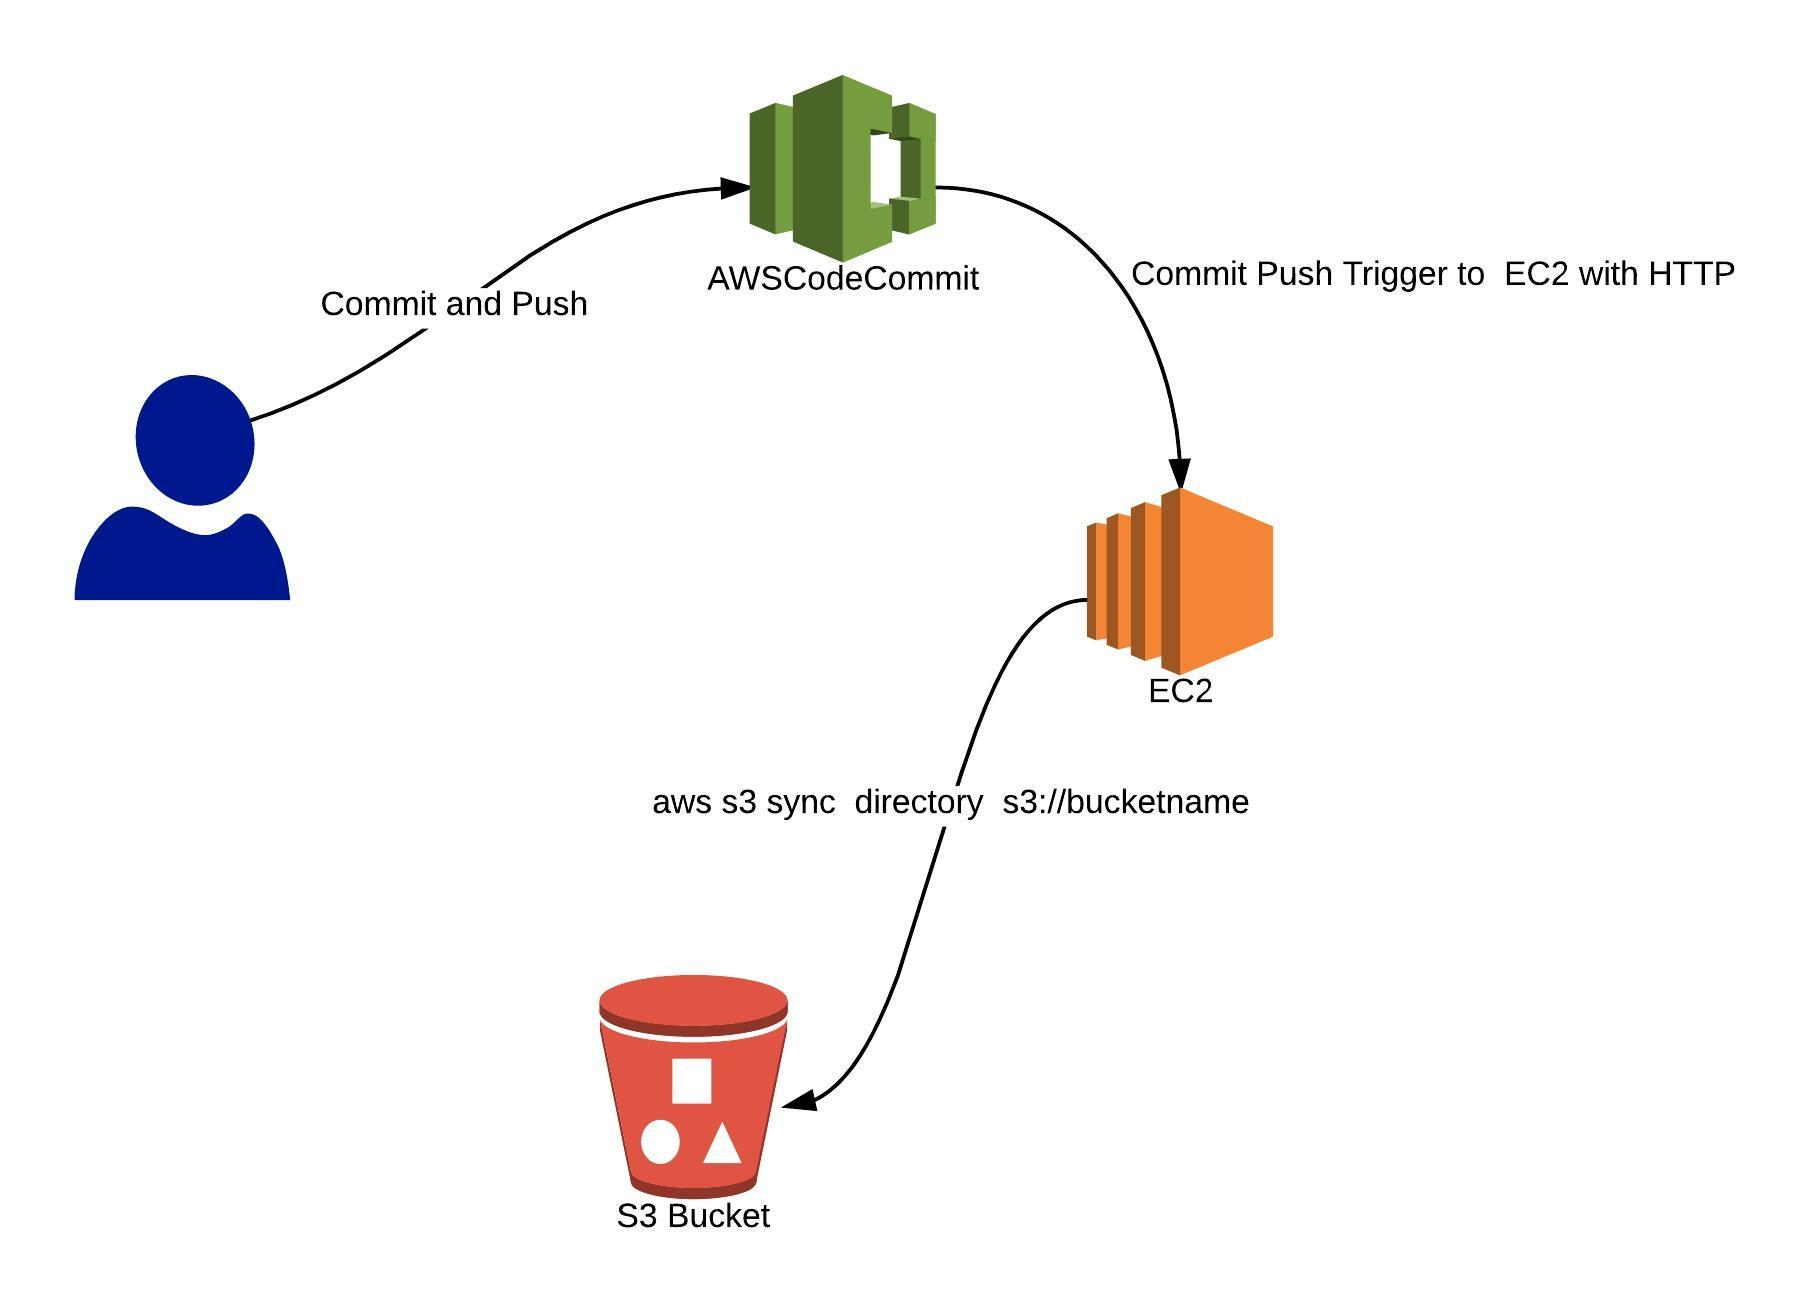 AWSCodeCommit
Commit Push Trigger to  EC2 with HTTP
Commit and Push
EC2
aws s3 sync  directory  s3://bucketname
S3 Bucket